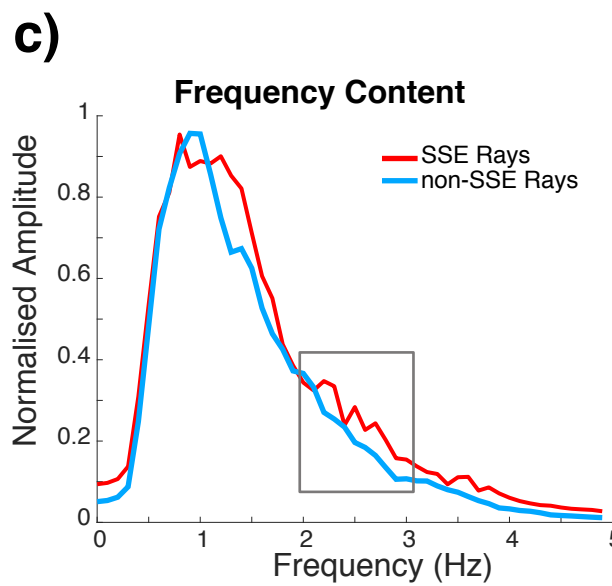 c)
Frequency Content
1
SSE Rays
non-SSE Rays
0.8
0.6
0.4
0.2
0
Normalised Amplitude
0 1 2 3 4 5
Frequency (Hz)